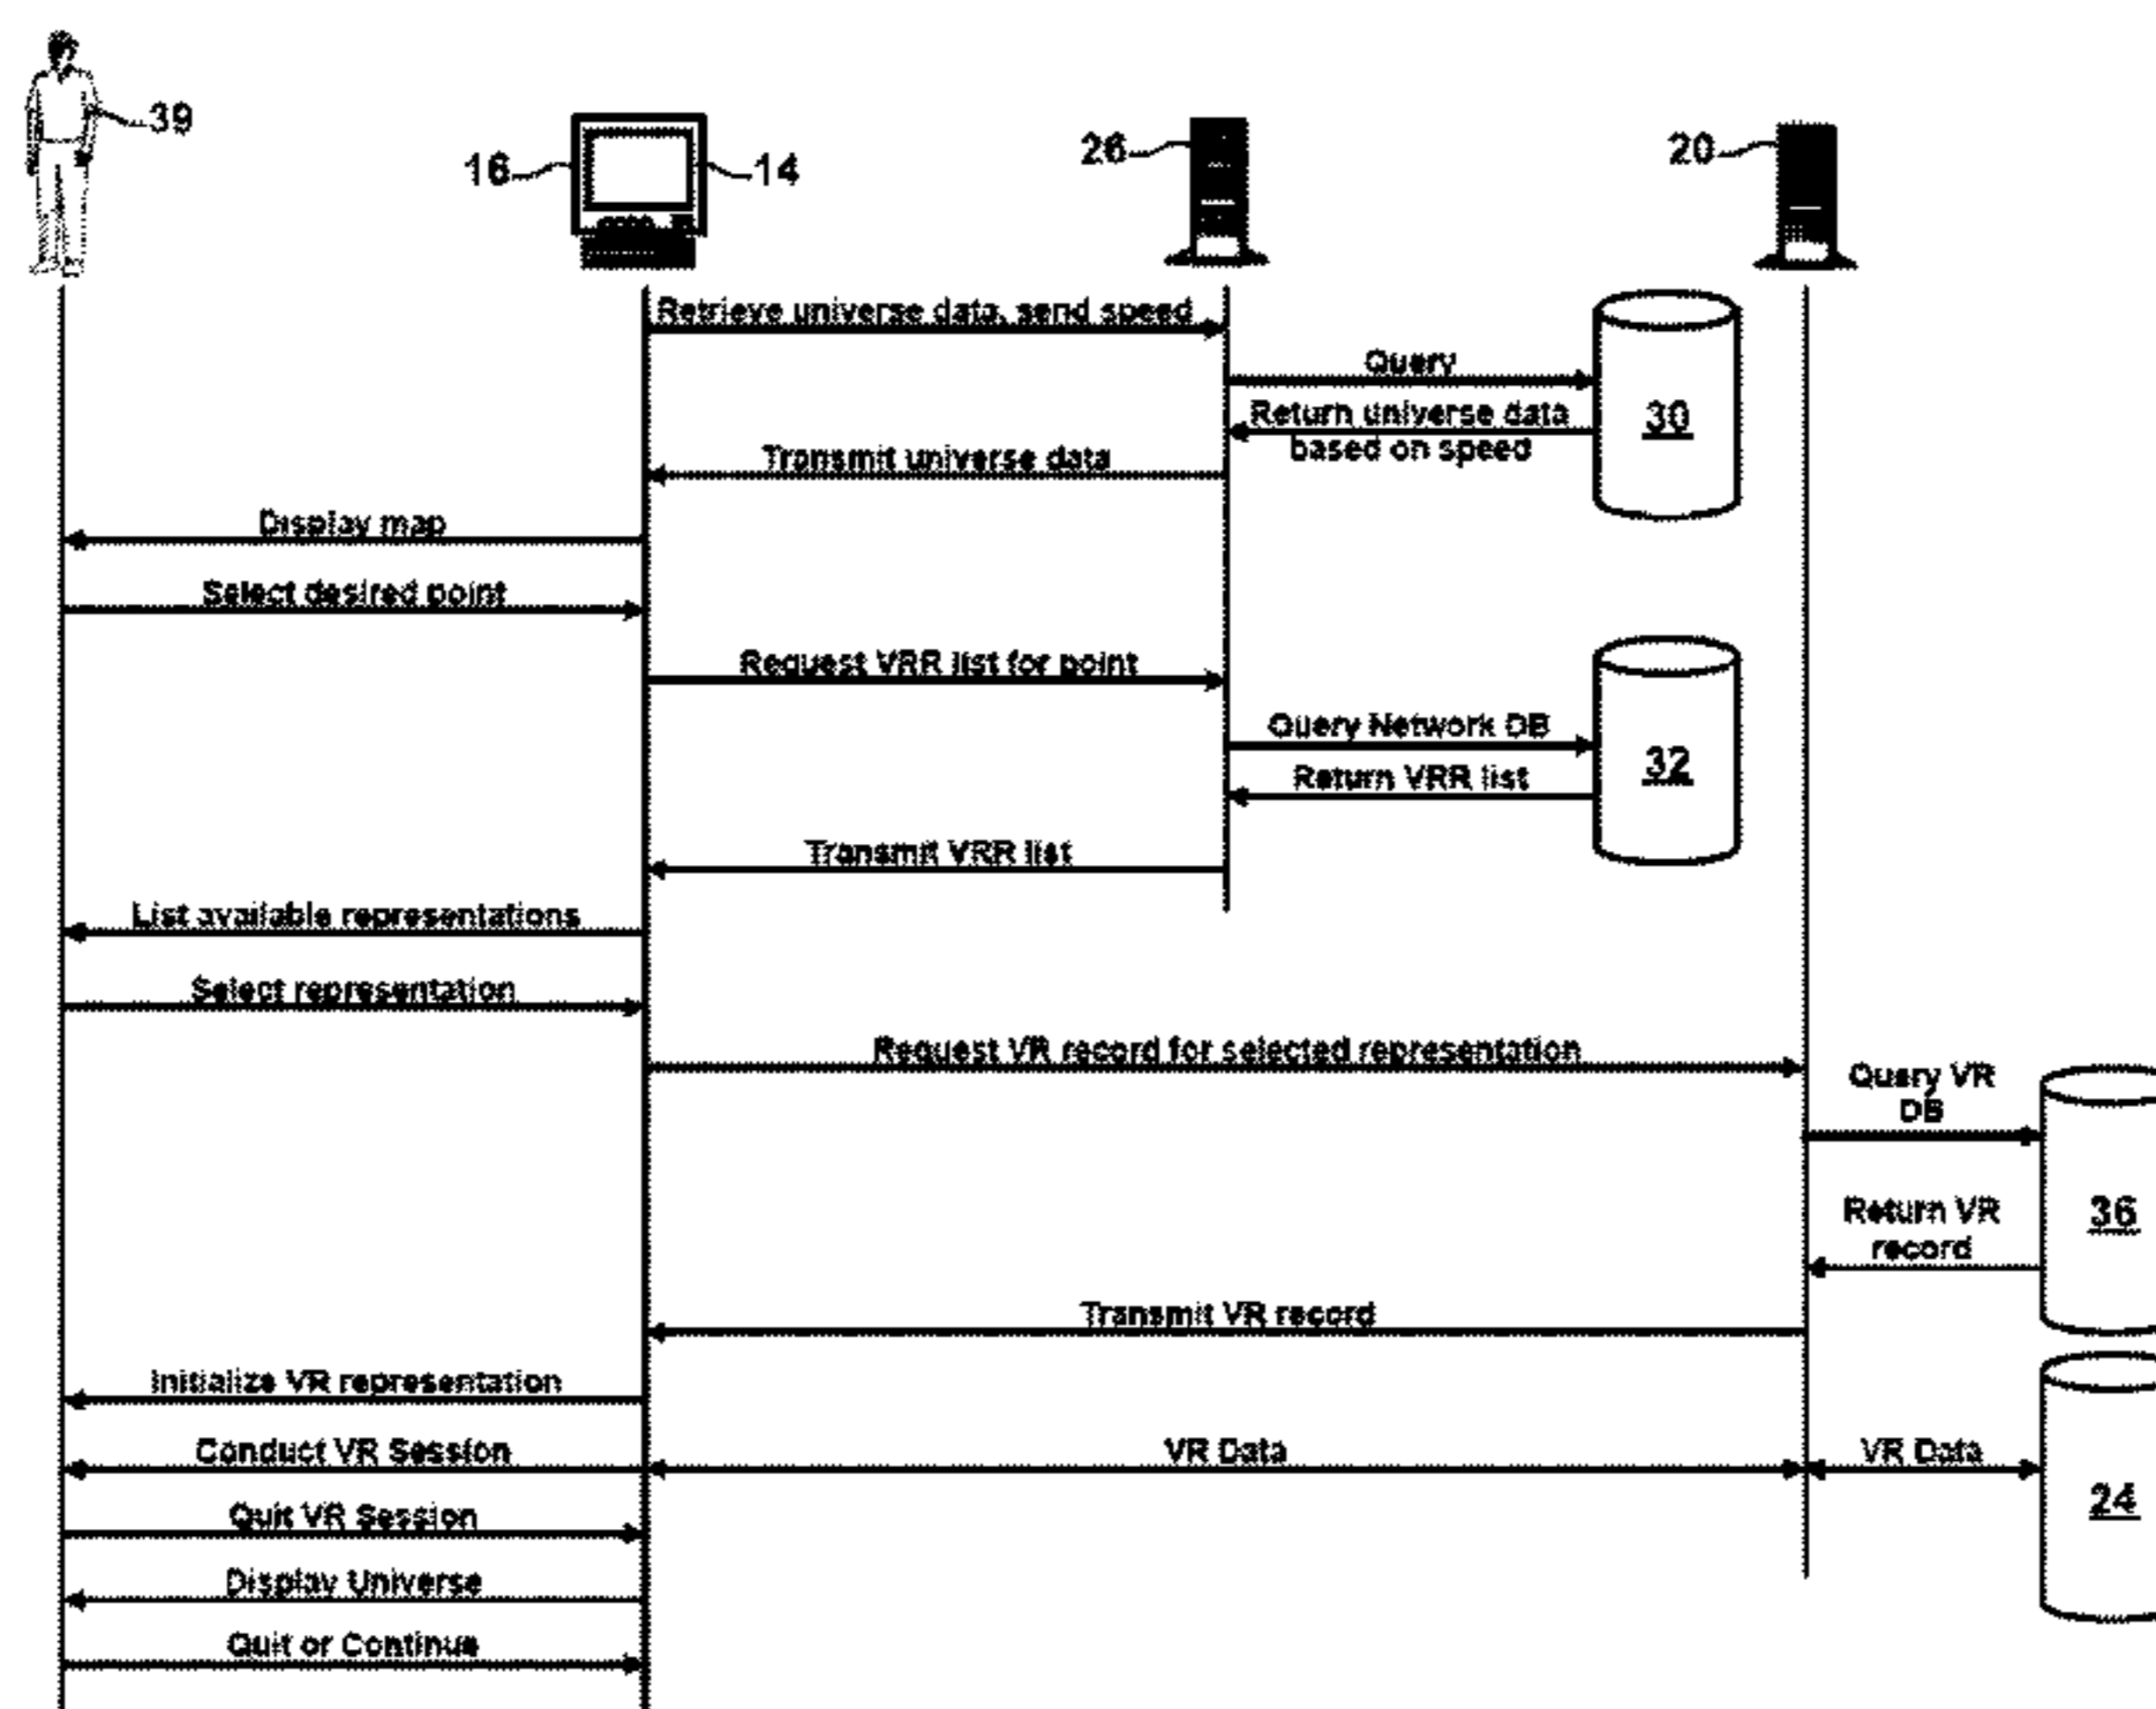 39
16
14
26
20
Retrieve universe data, send speed
Query
30
Return universe data
based on speed
Transmit universe data
Display map
Select desired point
Request VRR list for point
Query Network DB
32
Return VRR list
Transmit VRR list
List available representations
Select representation
Request VR record for selected representation
Query VR
DB
36
Return VR
record
Transmit VR record
Initialize VR representation
Conduct VR Session
VR Data
VR Data
24
Quit VR Session
Display Universe
Quit or Continue